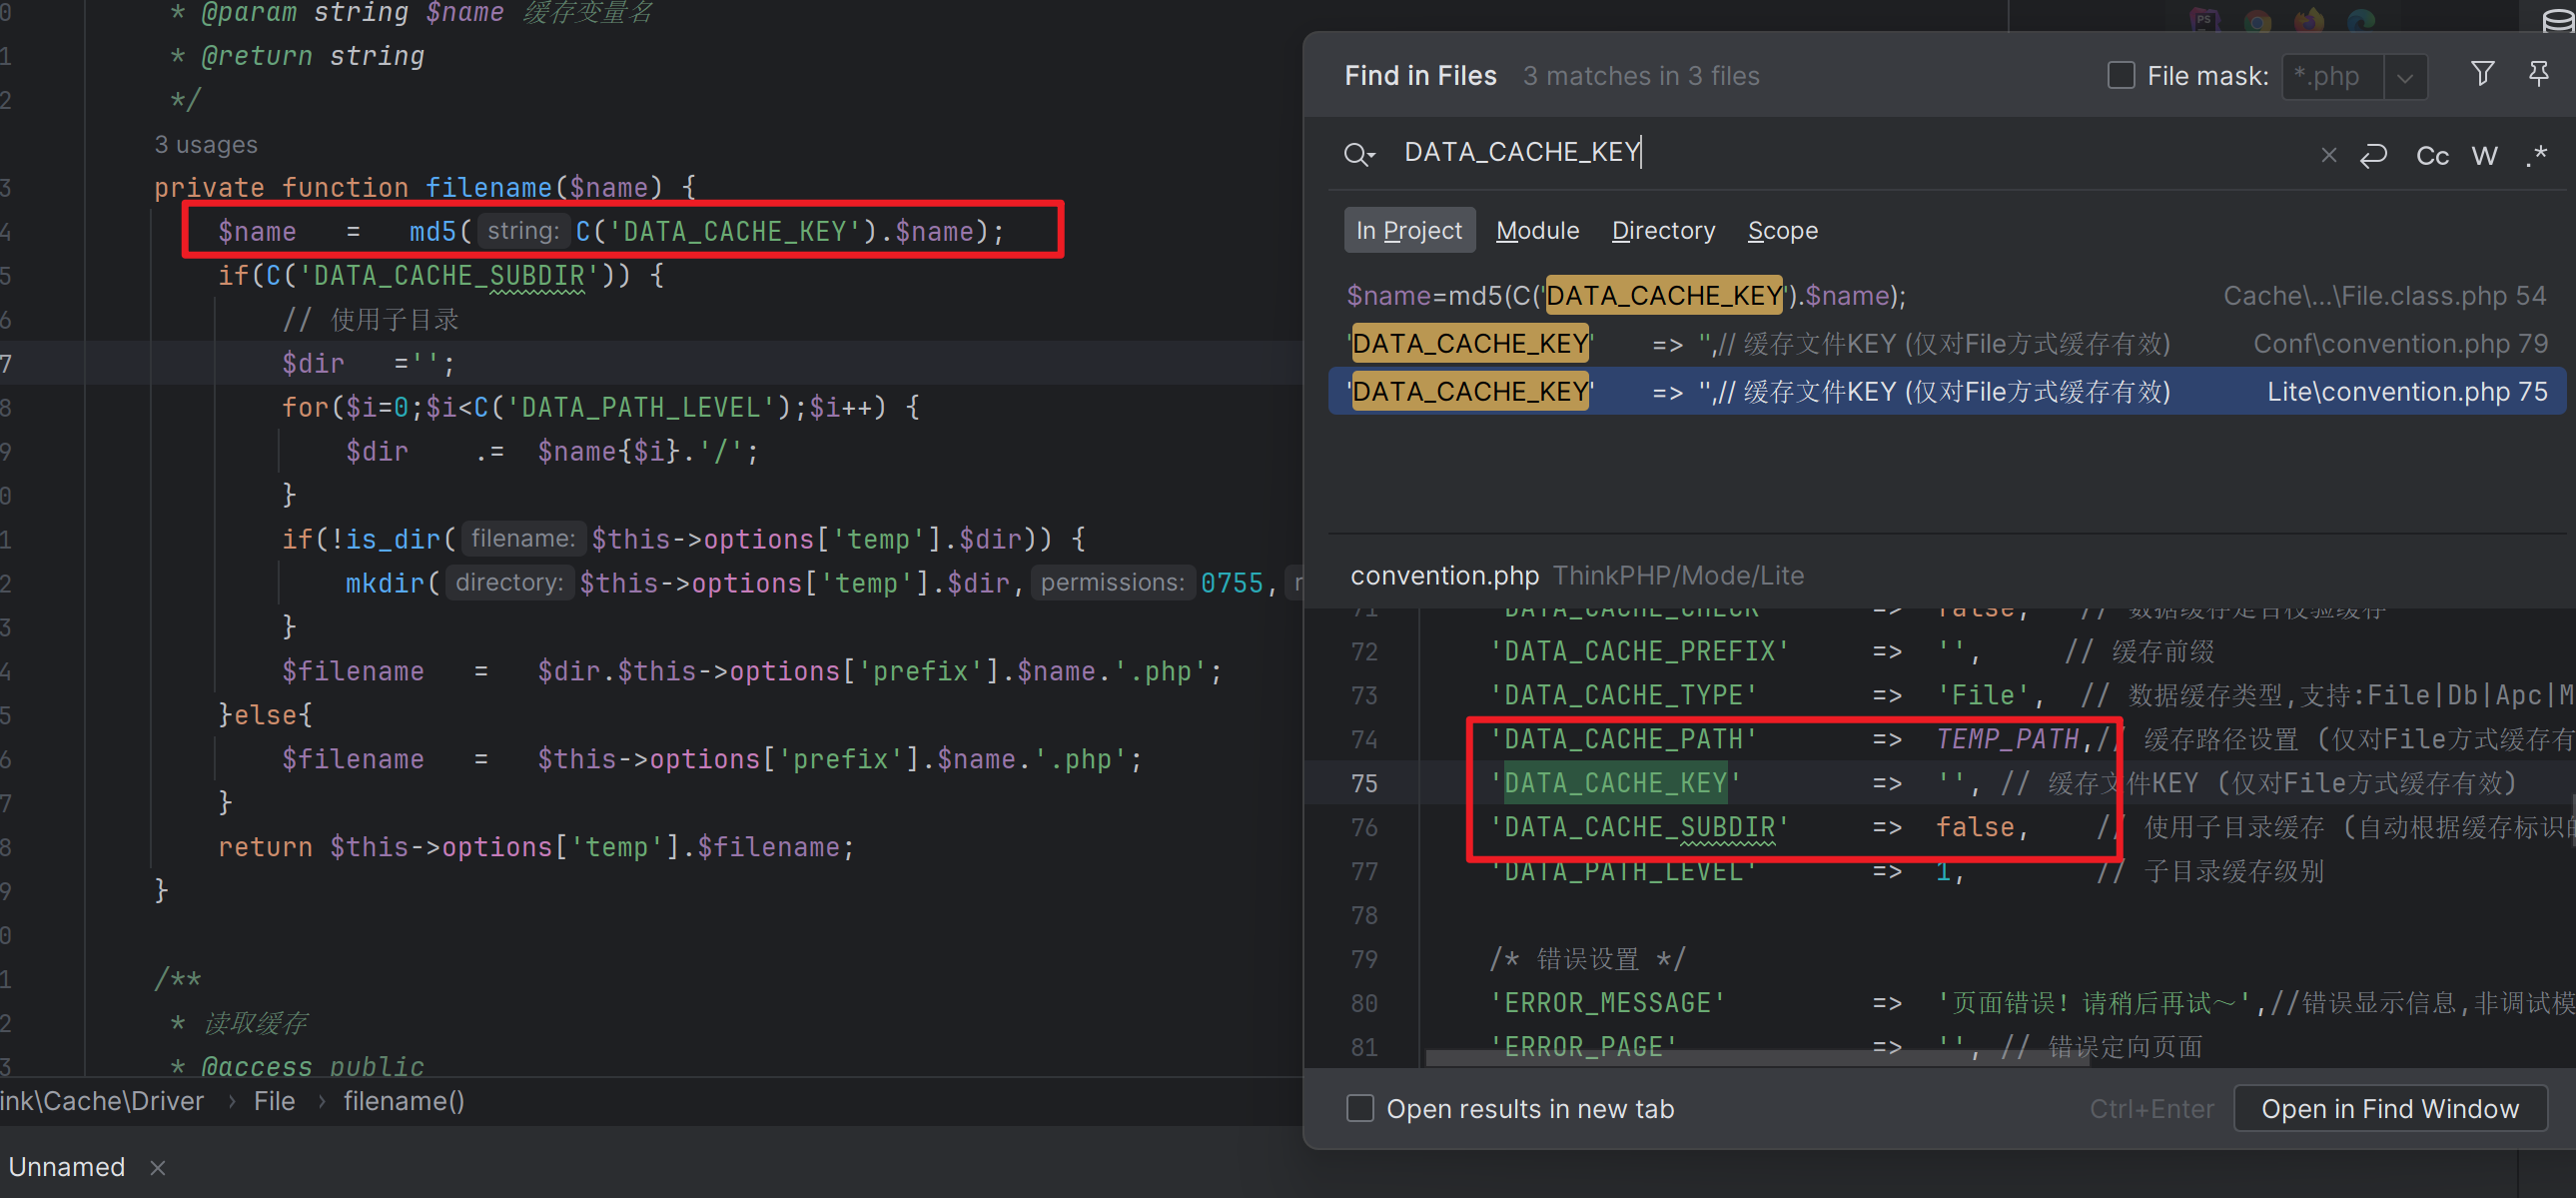 0 * @param string $name 缓存变量名
1 * @return string
2 */
3 usages
3 private function filename($name) {
4 $name = md5( string: C('DATA_CACHE_KEY').$name);
5 if(C('DATA_CACHE_SUBDIR')) {
6 // 使用子目录
7 $dir ='';
8 for($i=0;$i<C('DATA_PATH_LEVEL');$i++) {
9 $dir .= $name{$i}.'/';
0 }
1 if(!is_dir( filename: $this->options['temp'].$dir)) {
2 mkdir( directory: $this->options['temp'].$dir, permissions: 0755, r
3 }
4 $filename = $dir.$this->options['prefix'].$name.'.php';
5 }else{
6 $filename = $this->options['prefix'].$name.'.php';
7 }
8 return $this->options['temp'].$filename;
9 }
0
1 /**
2 * 读取缓存
3 * @access public
ink\Cache\Driver › File › filename()
Unnamed ×
PS
Find in Files 3 matches in 3 files File mask: *.php
DATA_CACHE_KEY × Cc W .*
In Project Module Directory Scope
$name=md5(C('DATA_CACHE_KEY').$name); Cache\...\File.class.php 54
'DATA_CACHE_KEY' => '',// 缓存文件KEY (仅对File方式缓存有效) Conf\convention.php 79
'DATA_CACHE_KEY' => '',// 缓存文件KEY (仅对File方式缓存有效) Lite\convention.php 75
convention.php ThinkPHP/Mode/Lite
71 'DATA_CACHE_CHECK' => false, // 数据缓存是否校验缓存
72 'DATA_CACHE_PREFIX' => '', // 缓存前缀
73 'DATA_CACHE_TYPE' => 'File', // 数据缓存类型,支持:File|Db|Apc|M
74 'DATA_CACHE_PATH' => TEMP_PATH,// 缓存路径设置 (仅对File方式缓存有
75 'DATA_CACHE_KEY' => '', // 缓存文件KEY (仅对File方式缓存有效)
76 'DATA_CACHE_SUBDIR' => false, // 使用子目录缓存 (自动根据缓存标识的
77 'DATA_PATH_LEVEL' => 1, // 子目录缓存级别
78
79 /* 错误设置 */
80 'ERROR_MESSAGE' => '页面错误！请稍后再试～',//错误显示信息,非调试模
81 'ERROR_PAGE' => '', // 错误定向页面
Open results in new tab Ctrl+Enter Open in Find Window